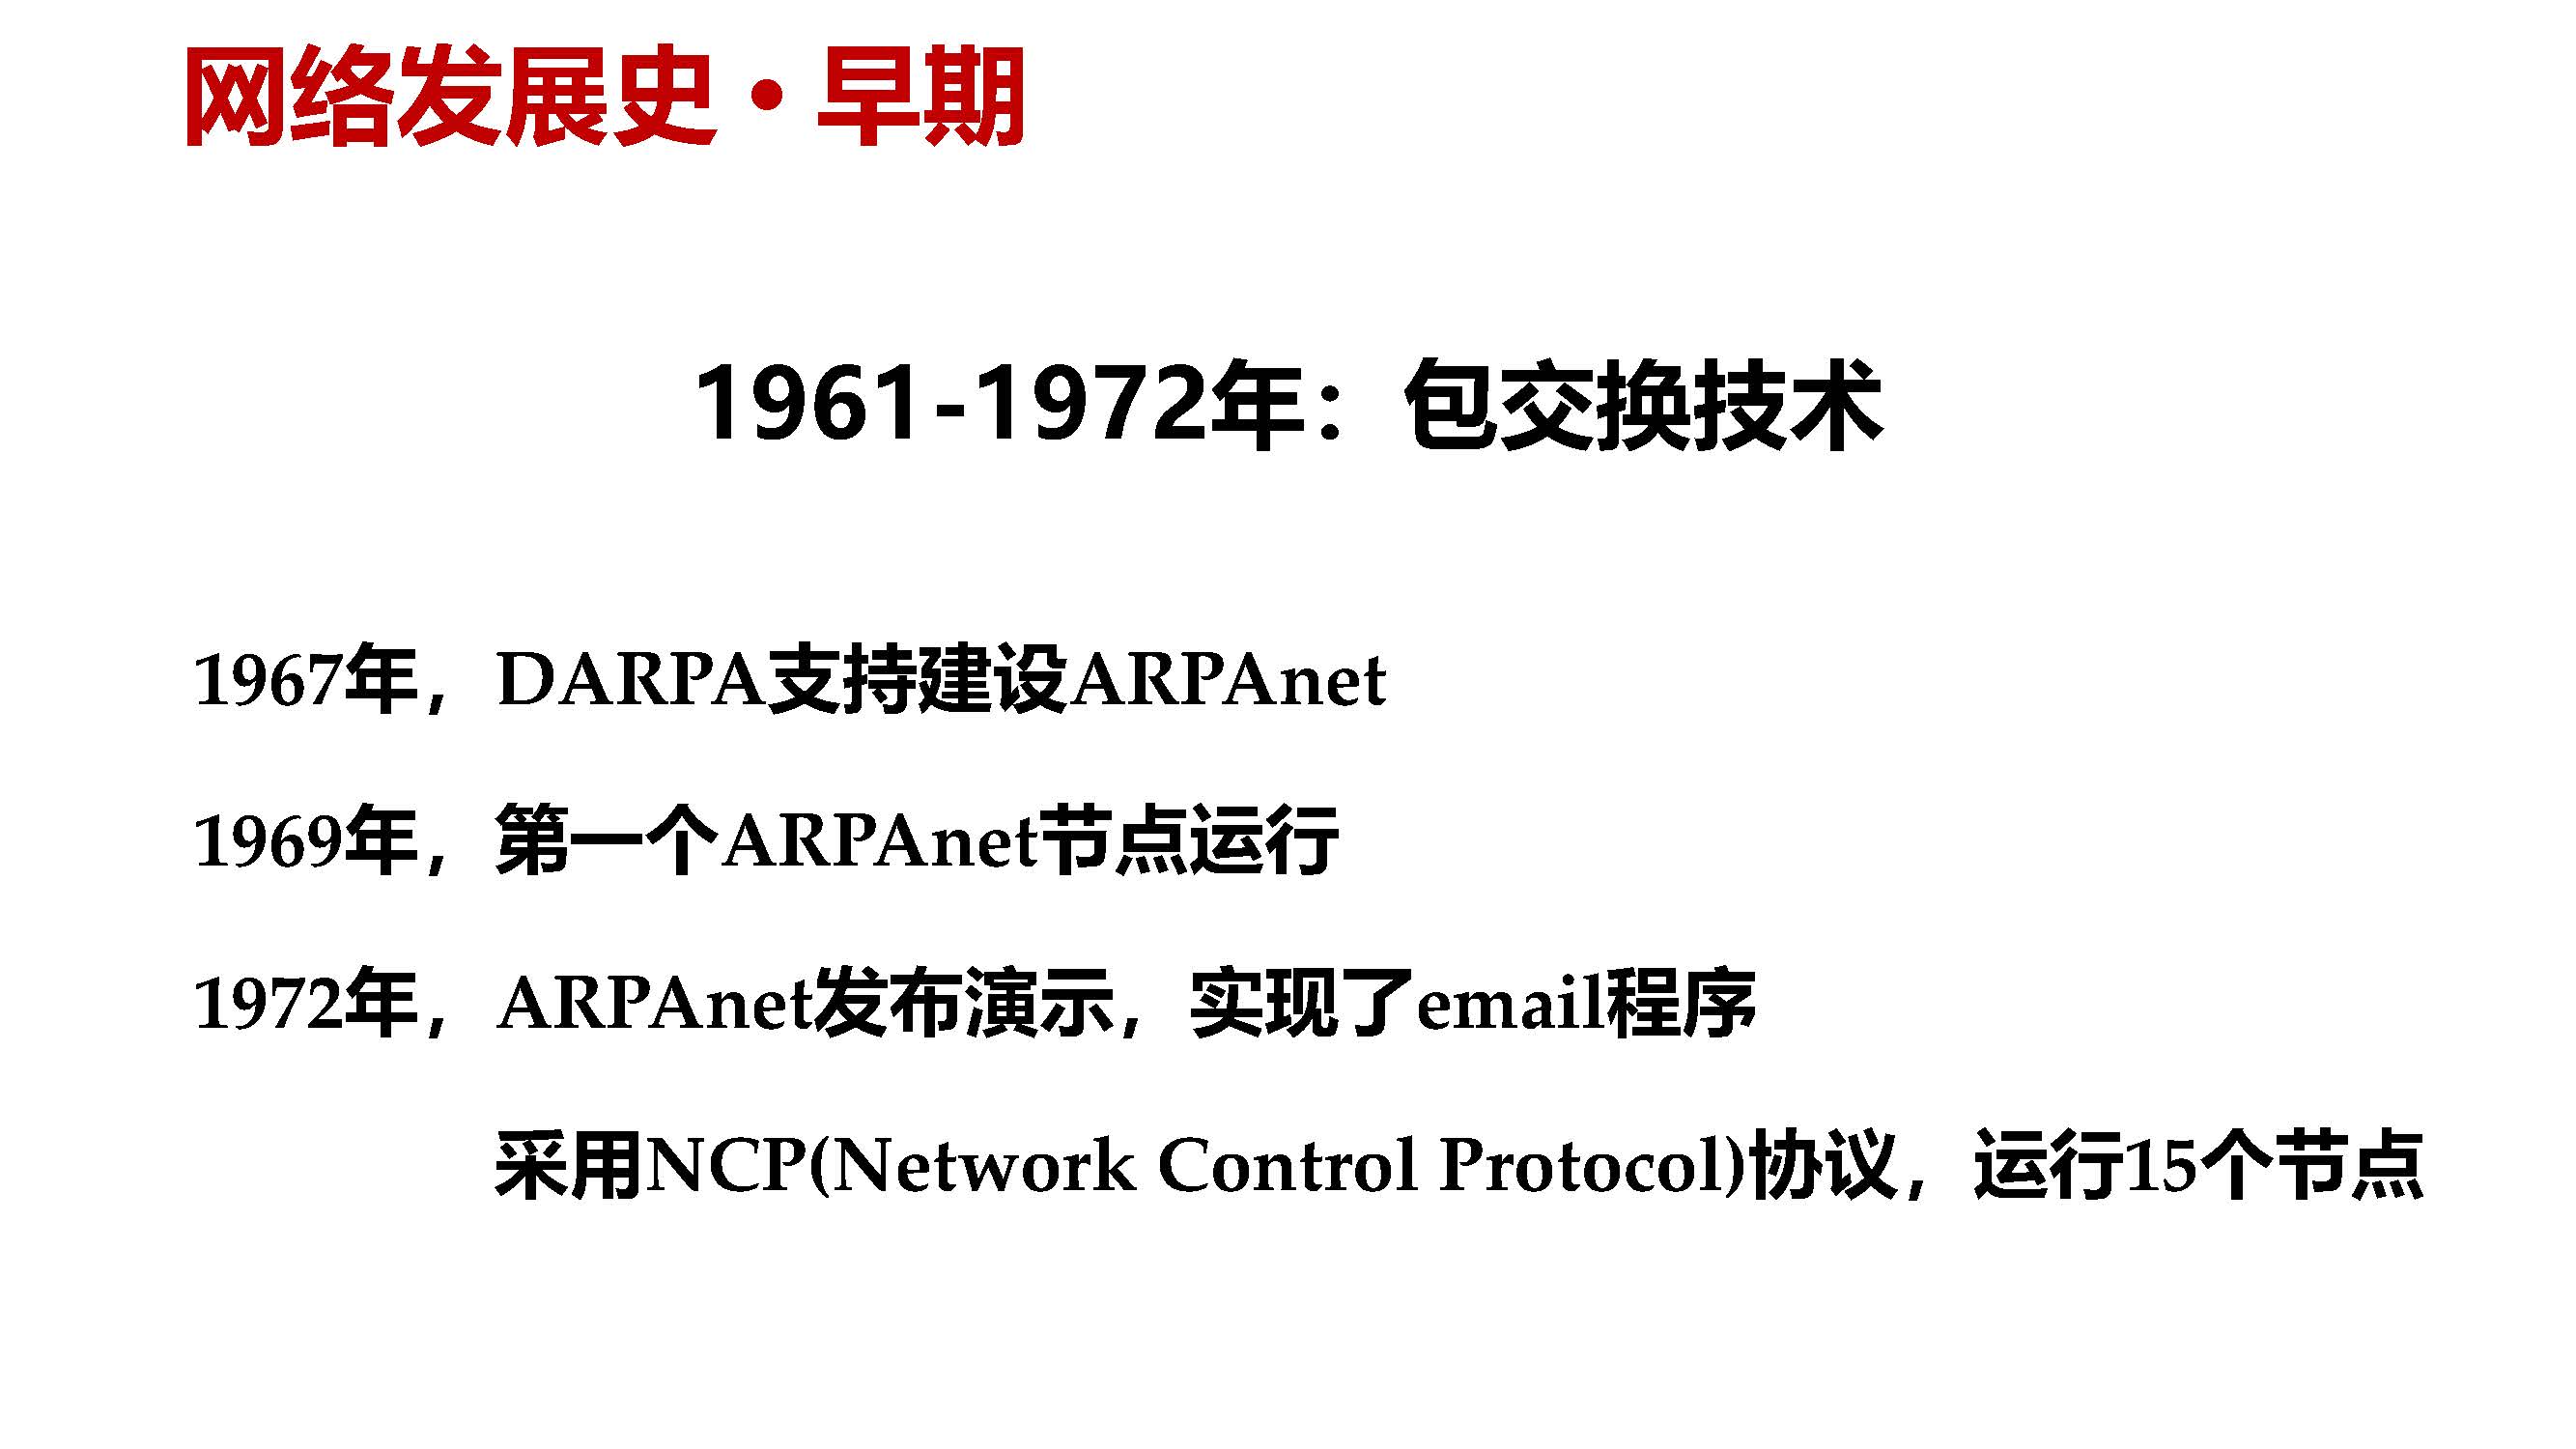 网络发展史·早期
1961-1972年：包交换技术
1967年，DARPA支持建设ARPAnet
1969年，第一个ARPAnet节点运行
1972年，ARPAnet发布演示，实现了email程序
采用NCP(Network Control Protocol)协议，运行15个节点